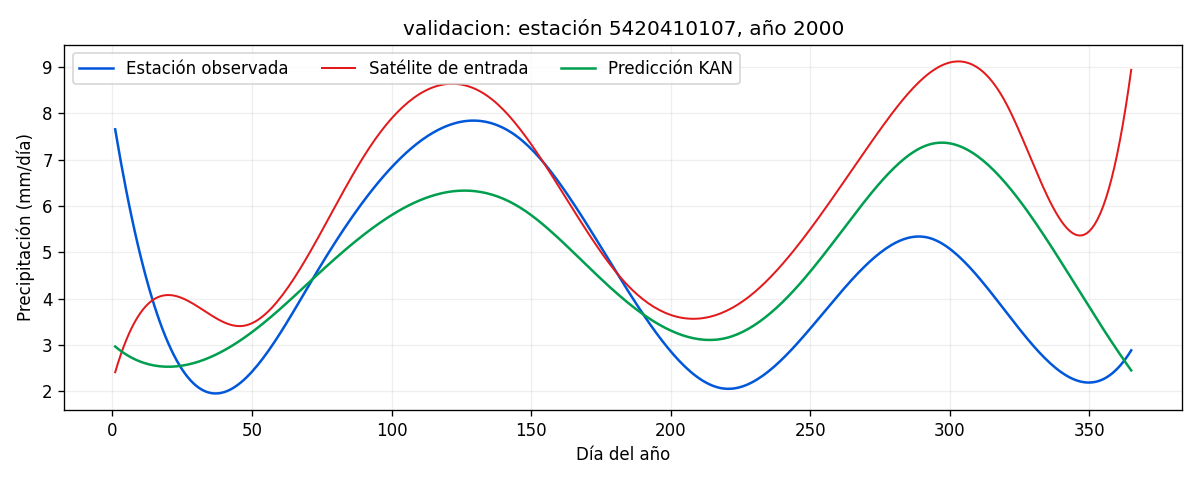 validacion: estación 5420410107, año 2000
Estación observada
Satélite de entrada
Predicción KAN
Precipitación (mm/día)
9
8
7
6
5
4
3
2
0
50
100
150
200
250
300
350
Día del año